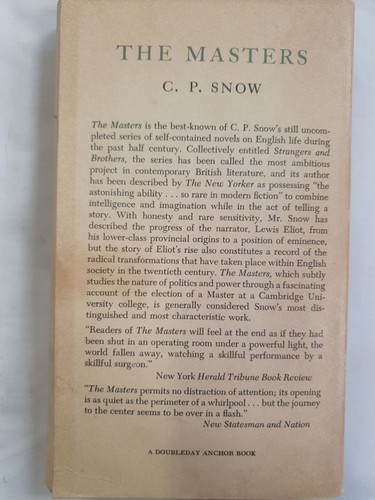 THE MASTERS
C. P. SNOW
The Masters is the best-known of C. P. Snow's still uncom-
pleted series of self-contained novels on English life during
the past half century. Collectively entitled Strangers and
Brothers, the series has been called the most ambitious
project in contemporary British literature, and its author
has been described by The New Yorker as possessing "the
astonishing ability . . . so rare in modern fiction" to combine
intelligence and imagination while in the act of telling a
story. With honesty and rare sensitivity, Mr. Snow has
described the progress of the narrator, Lewis Eliot, from
his lower-class provincial origins to a position of eminence,
but the story of Eliot's rise also constitutes a record of the
radical transformations that have taken place within English
society in the twentieth century. The Masters, which subtly
studies the nature of politics and power through a fascinating
account of the election of a Master at a Cambridge Uni-
versity college, is generally considered Snow's most dis-
tinguished and most characteristic work.
"Readers of The Masters will feel at the end as if they had
been shut in an operating room under a powerful light, the
world fallen away, watching a skillful performance by a
skillful surgeon."
New York Herald Tribune Book Review
"The Masters permits no distraction of attention; its opening
is as quiet as the perimeter of a whirlpool . . . but the journey
to the center seems to be over in a flash."
New Statesman and Nation
A DOUBLEDAY ANCHOR BOOK